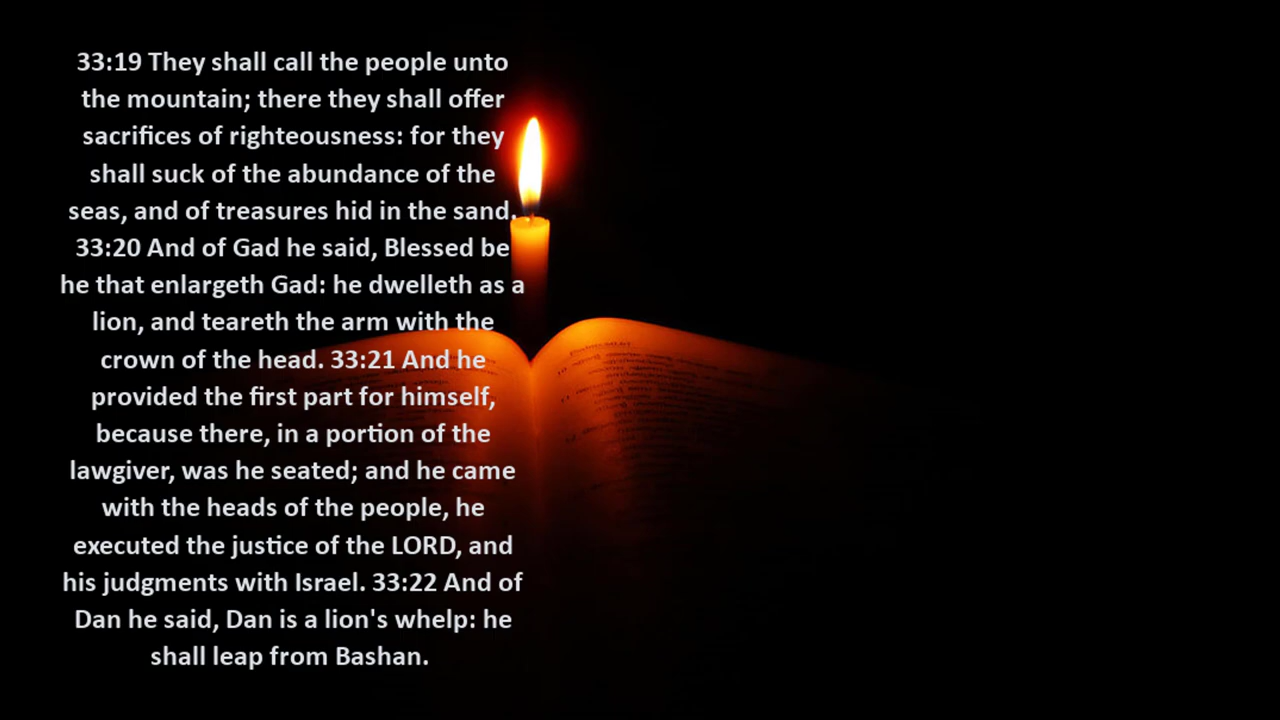 33:19 They shall call the people unto
the mountain; there they shall offer
sacrifices of righteousness: for they
shall suck of the abundance of the
seas, and of treasures hid in the sand.
33:20 And of Gad he said, Blessed be
he that enlargeth Gad: he dwelleth as a
lion, and teareth the arm with the
crown of the head. 33:21 And he
provided the first part for himself,
because there, in a portion of the
lawgiver, was he seated; and he came
with the heads of the people, he
executed the justice of the LORD, and
his judgments with Israel. 33:22 And of
Dan he said, Dan is a lion's whelp: he
shall leap from Bashan.